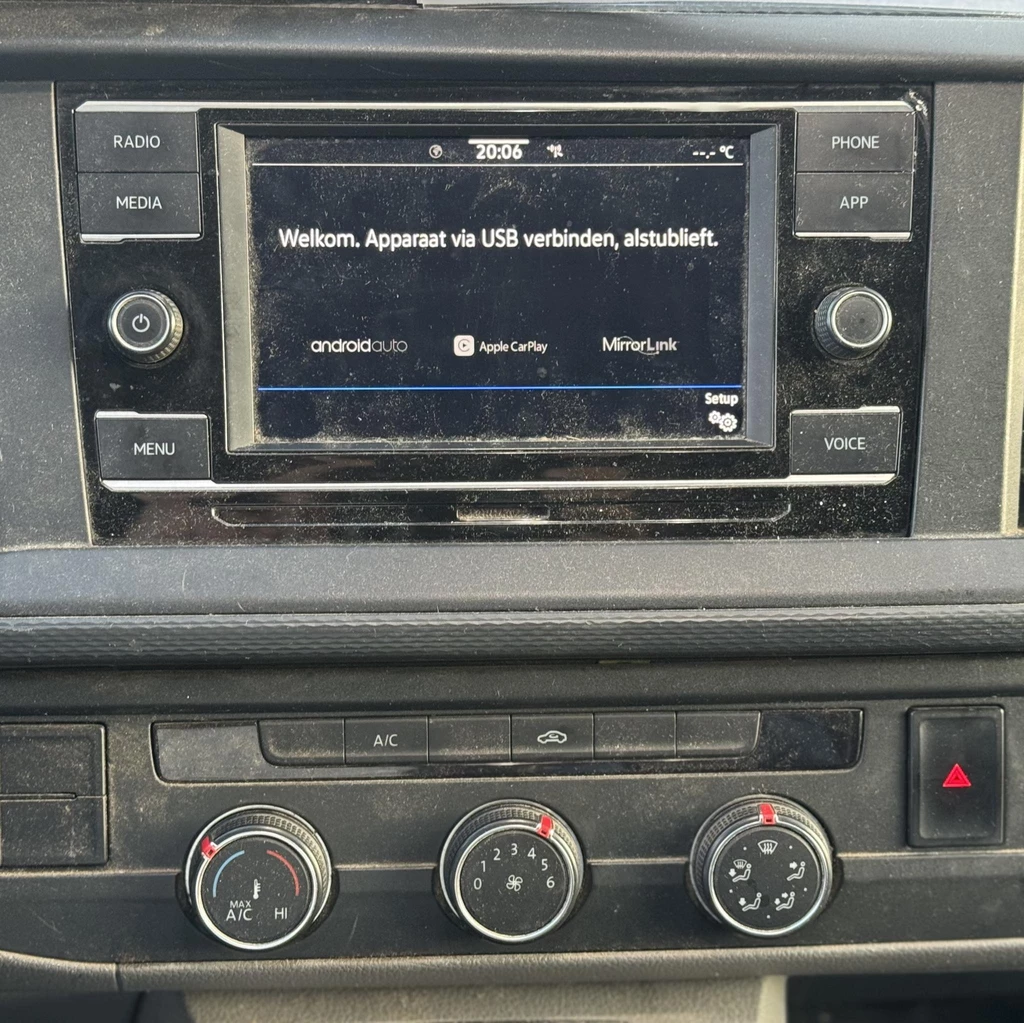 RADIO
MEDIA
PHONE
APP
20:06
--,- °C
Welkom. Apparaat via USB verbinden, alstublieft.
androidauto
Apple CarPlay
MirrorLink
Setup
MENU
VOICE
A/C
MAX
A/C
HI
0 1 2 3 4 5 6